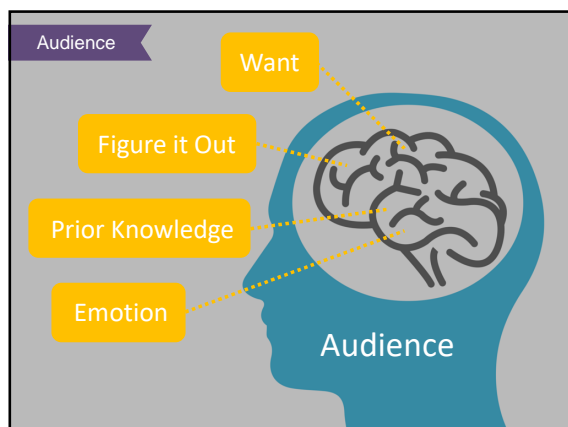 Audience
Want
Figure it Out
Prior Knowledge
Emotion
Audience